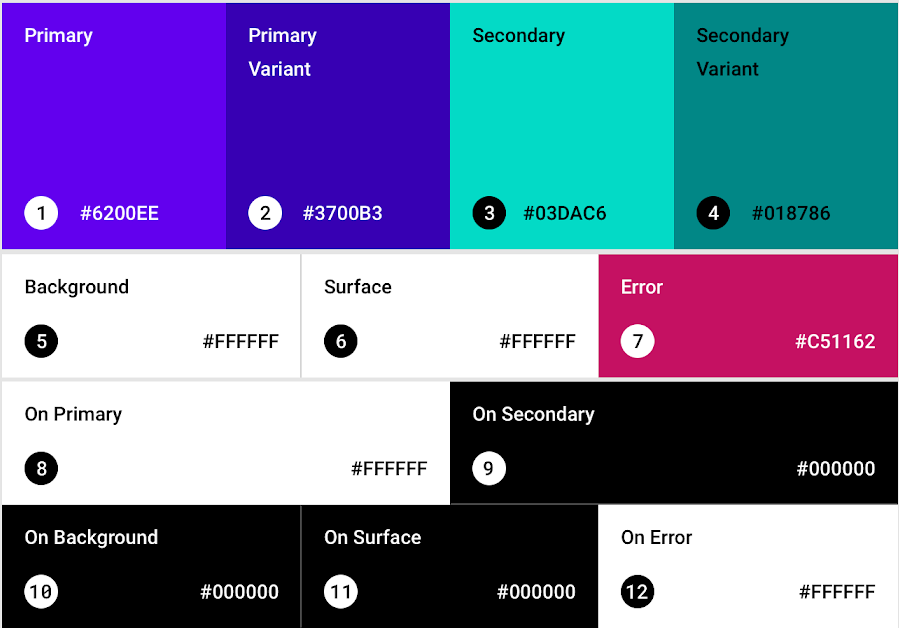 Primary
1 #6200EE
Primary
Variant
2 #3700B3
Secondary
3 #03DAC6
Secondary
Variant
4 #018786
Background
5 #FFFFFF
Surface
6 #FFFFFF
Error
7 #C51162
On Primary
8 #FFFFFF
On Secondary
9 #000000
On Background
10 #000000
On Surface
11 #000000
On Error
12 #FFFFFF